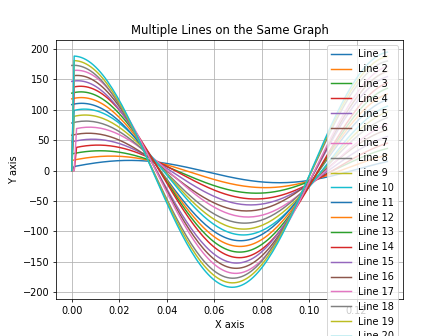 Multiple Lines on the Same Graph
Y axis
200
150
100
50
0
−50
−100
−150
−200
0.00
0.02
0.04
0.06
0.08
0.10
X axis
Line 1
Line 2
Line 3
Line 4
Line 5
Line 6
Line 7
Line 8
Line 9
Line 10
Line 11
Line 12
Line 13
Line 14
Line 15
Line 16
Line 17
Line 18
Line 19
Line 20